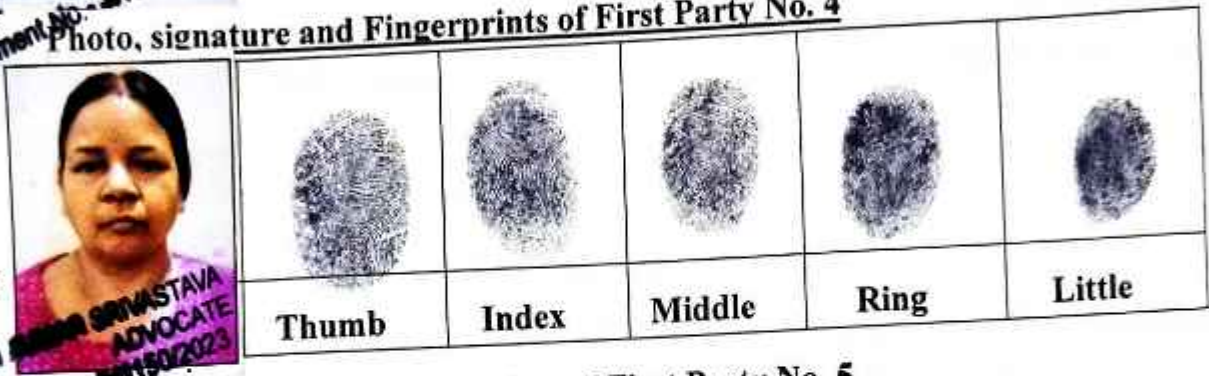 Photo, signature and Fingerprints of First Party No. 4
SRIVASTAVA
ADVOCATE
Thumb Index Middle Ring Little
First Party No. 5